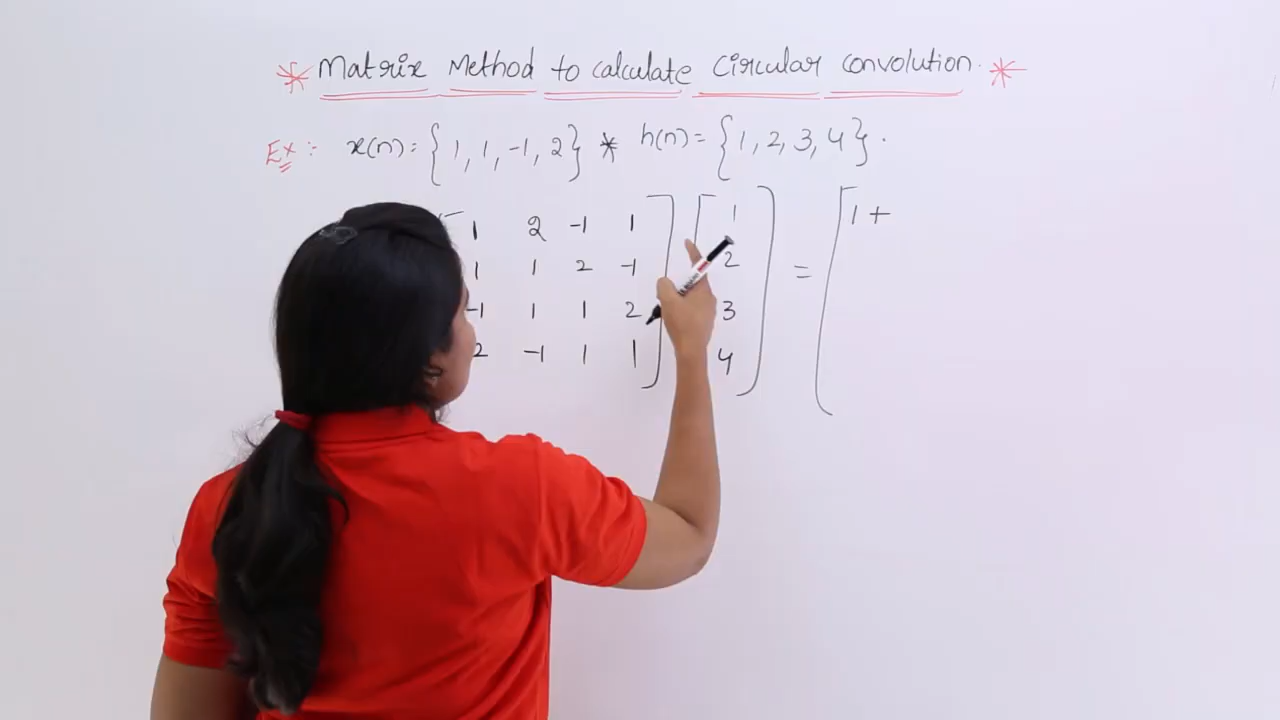 * Matrix Method to calculate Circular convolution. *
Ex :- x(n) = {1, 1, -1, 2} * h(n) = {1, 2, 3, 4}.
[1 2 -1 1] [1] = [1 +
1 1 2 -1 2
-1 1 1 2 3
2 -1 1 1 4